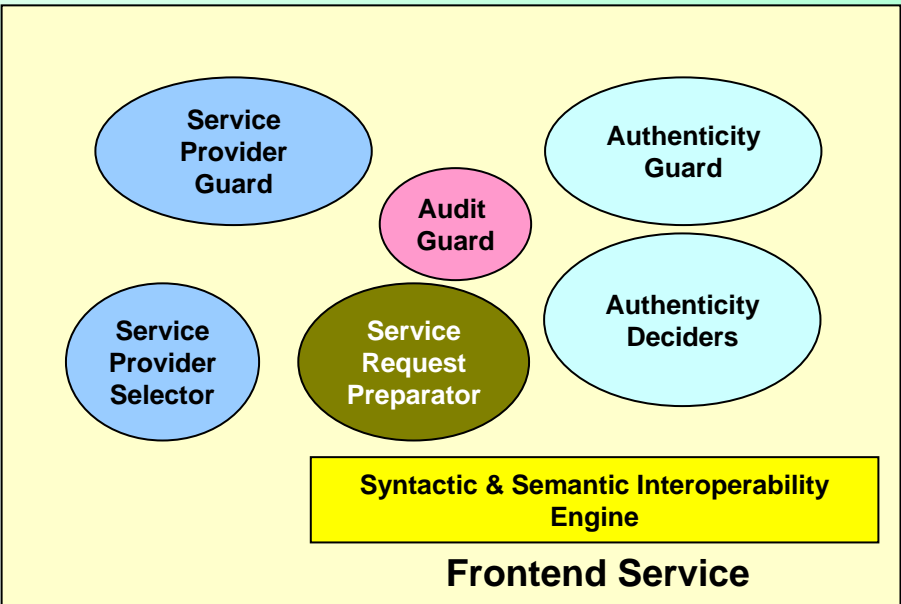 Service
Provider
Guard
Authenticity
Guard
Audit
Guard
Service
Provider
Selector
Service
Request
Preparator
Authenticity
Deciders
Syntactic & Semantic Interoperability
Engine
Frontend Service